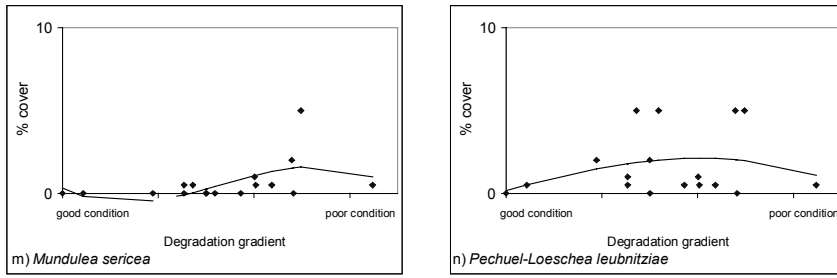 10
% cover
0
good condition
poor condition
Degradation gradient
m) Mundulea sericea
10
% cover
0
good condition
poor condition
Degradation gradient
n) Pechuel-Loeschea leubnitziae